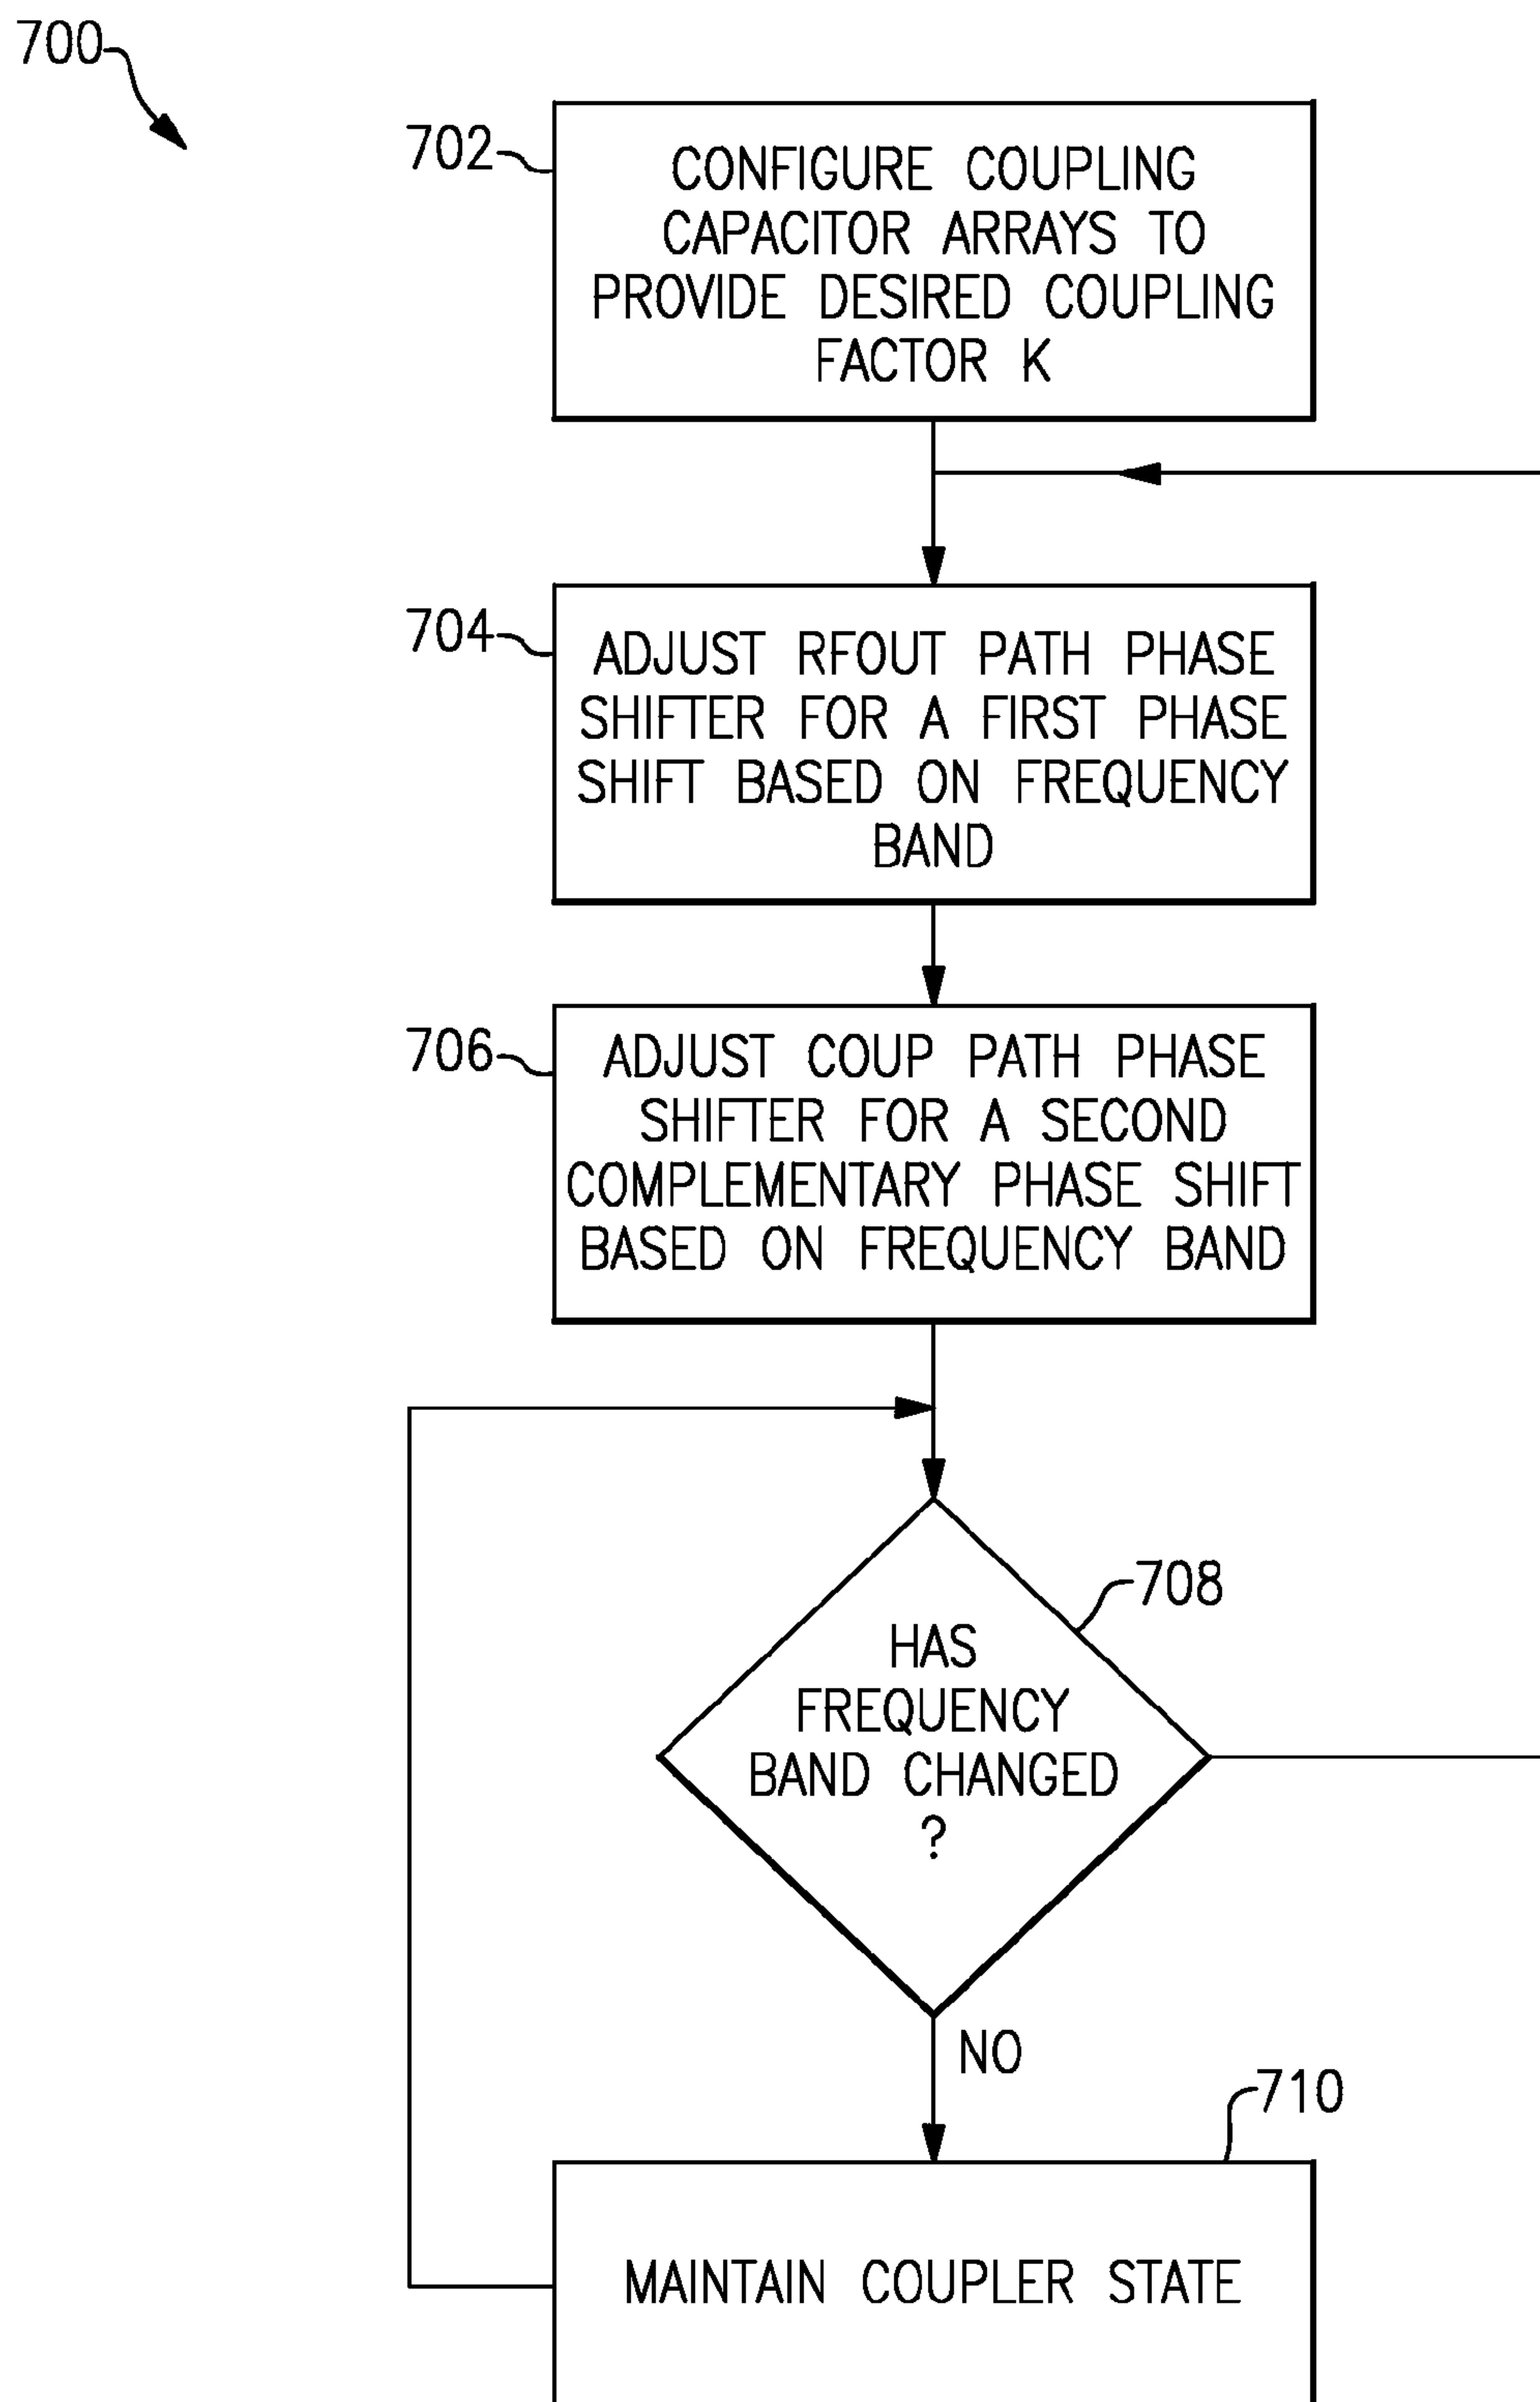 700
702
CONFIGURE COUPLING
CAPACITOR ARRAYS TO
PROVIDE DESIRED COUPLING
FACTOR K
704
ADJUST RFOUT PATH PHASE
SHIFTER FOR A FIRST PHASE
SHIFT BASED ON FREQUENCY
BAND
706
ADJUST COUP PATH PHASE
SHIFTER FOR A SECOND
COMPLEMENTARY PHASE SHIFT
BASED ON FREQUENCY BAND
708
HAS
FREQUENCY
BAND CHANGED
?
NO
710
MAINTAIN COUPLER STATE